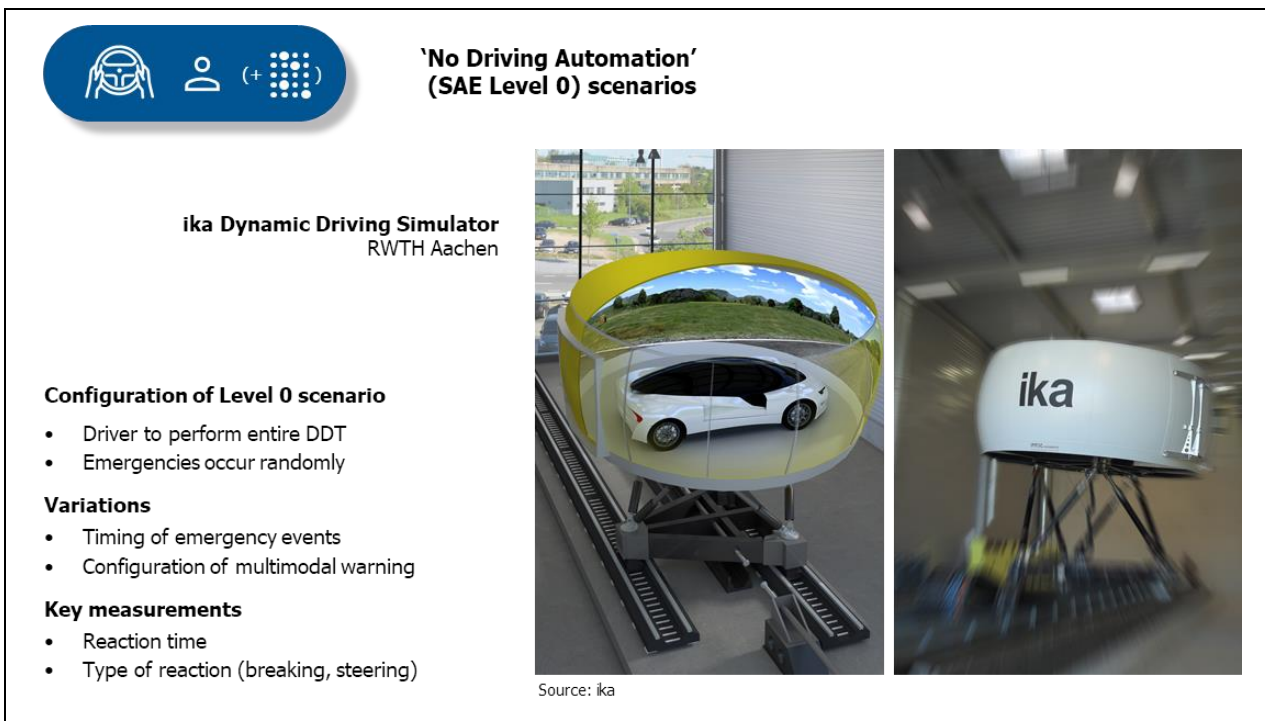 (+ )
‘No Driving Automation’
(SAE Level 0) scenarios
ika Dynamic Driving Simulator
RWTH Aachen
Configuration of Level 0 scenario
• Driver to perform entire DDT
• Emergencies occur randomly
Variations
• Timing of emergency events
• Configuration of multimodal warning
Key measurements
• Reaction time
• Type of reaction (breaking, steering)
ika
Source: ika